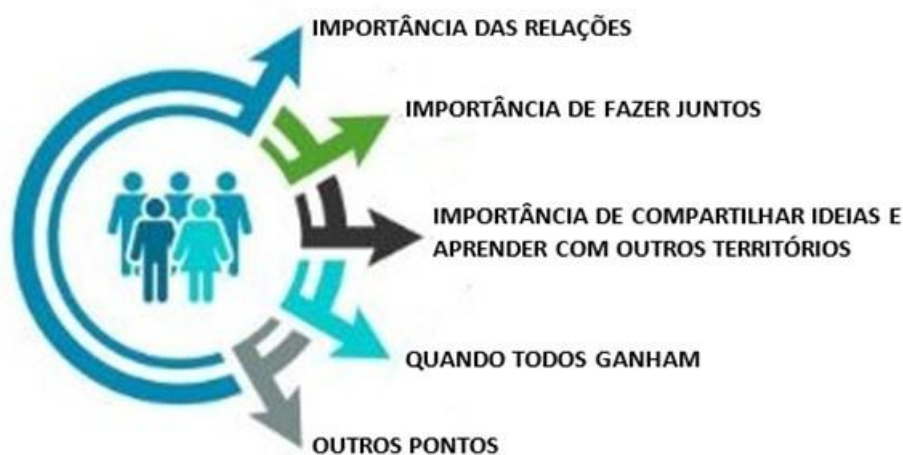 IMPORTÂNCIA DAS RELAÇÕES
IMPORTÂNCIA DE FAZER JUNTOS
IMPORTÂNCIA DE COMPARTILHAR IDEIAS E
APRENDER COM OUTROS TERRITÓRIOS
QUANDO TODOS GANHAM
OUTROS PONTOS